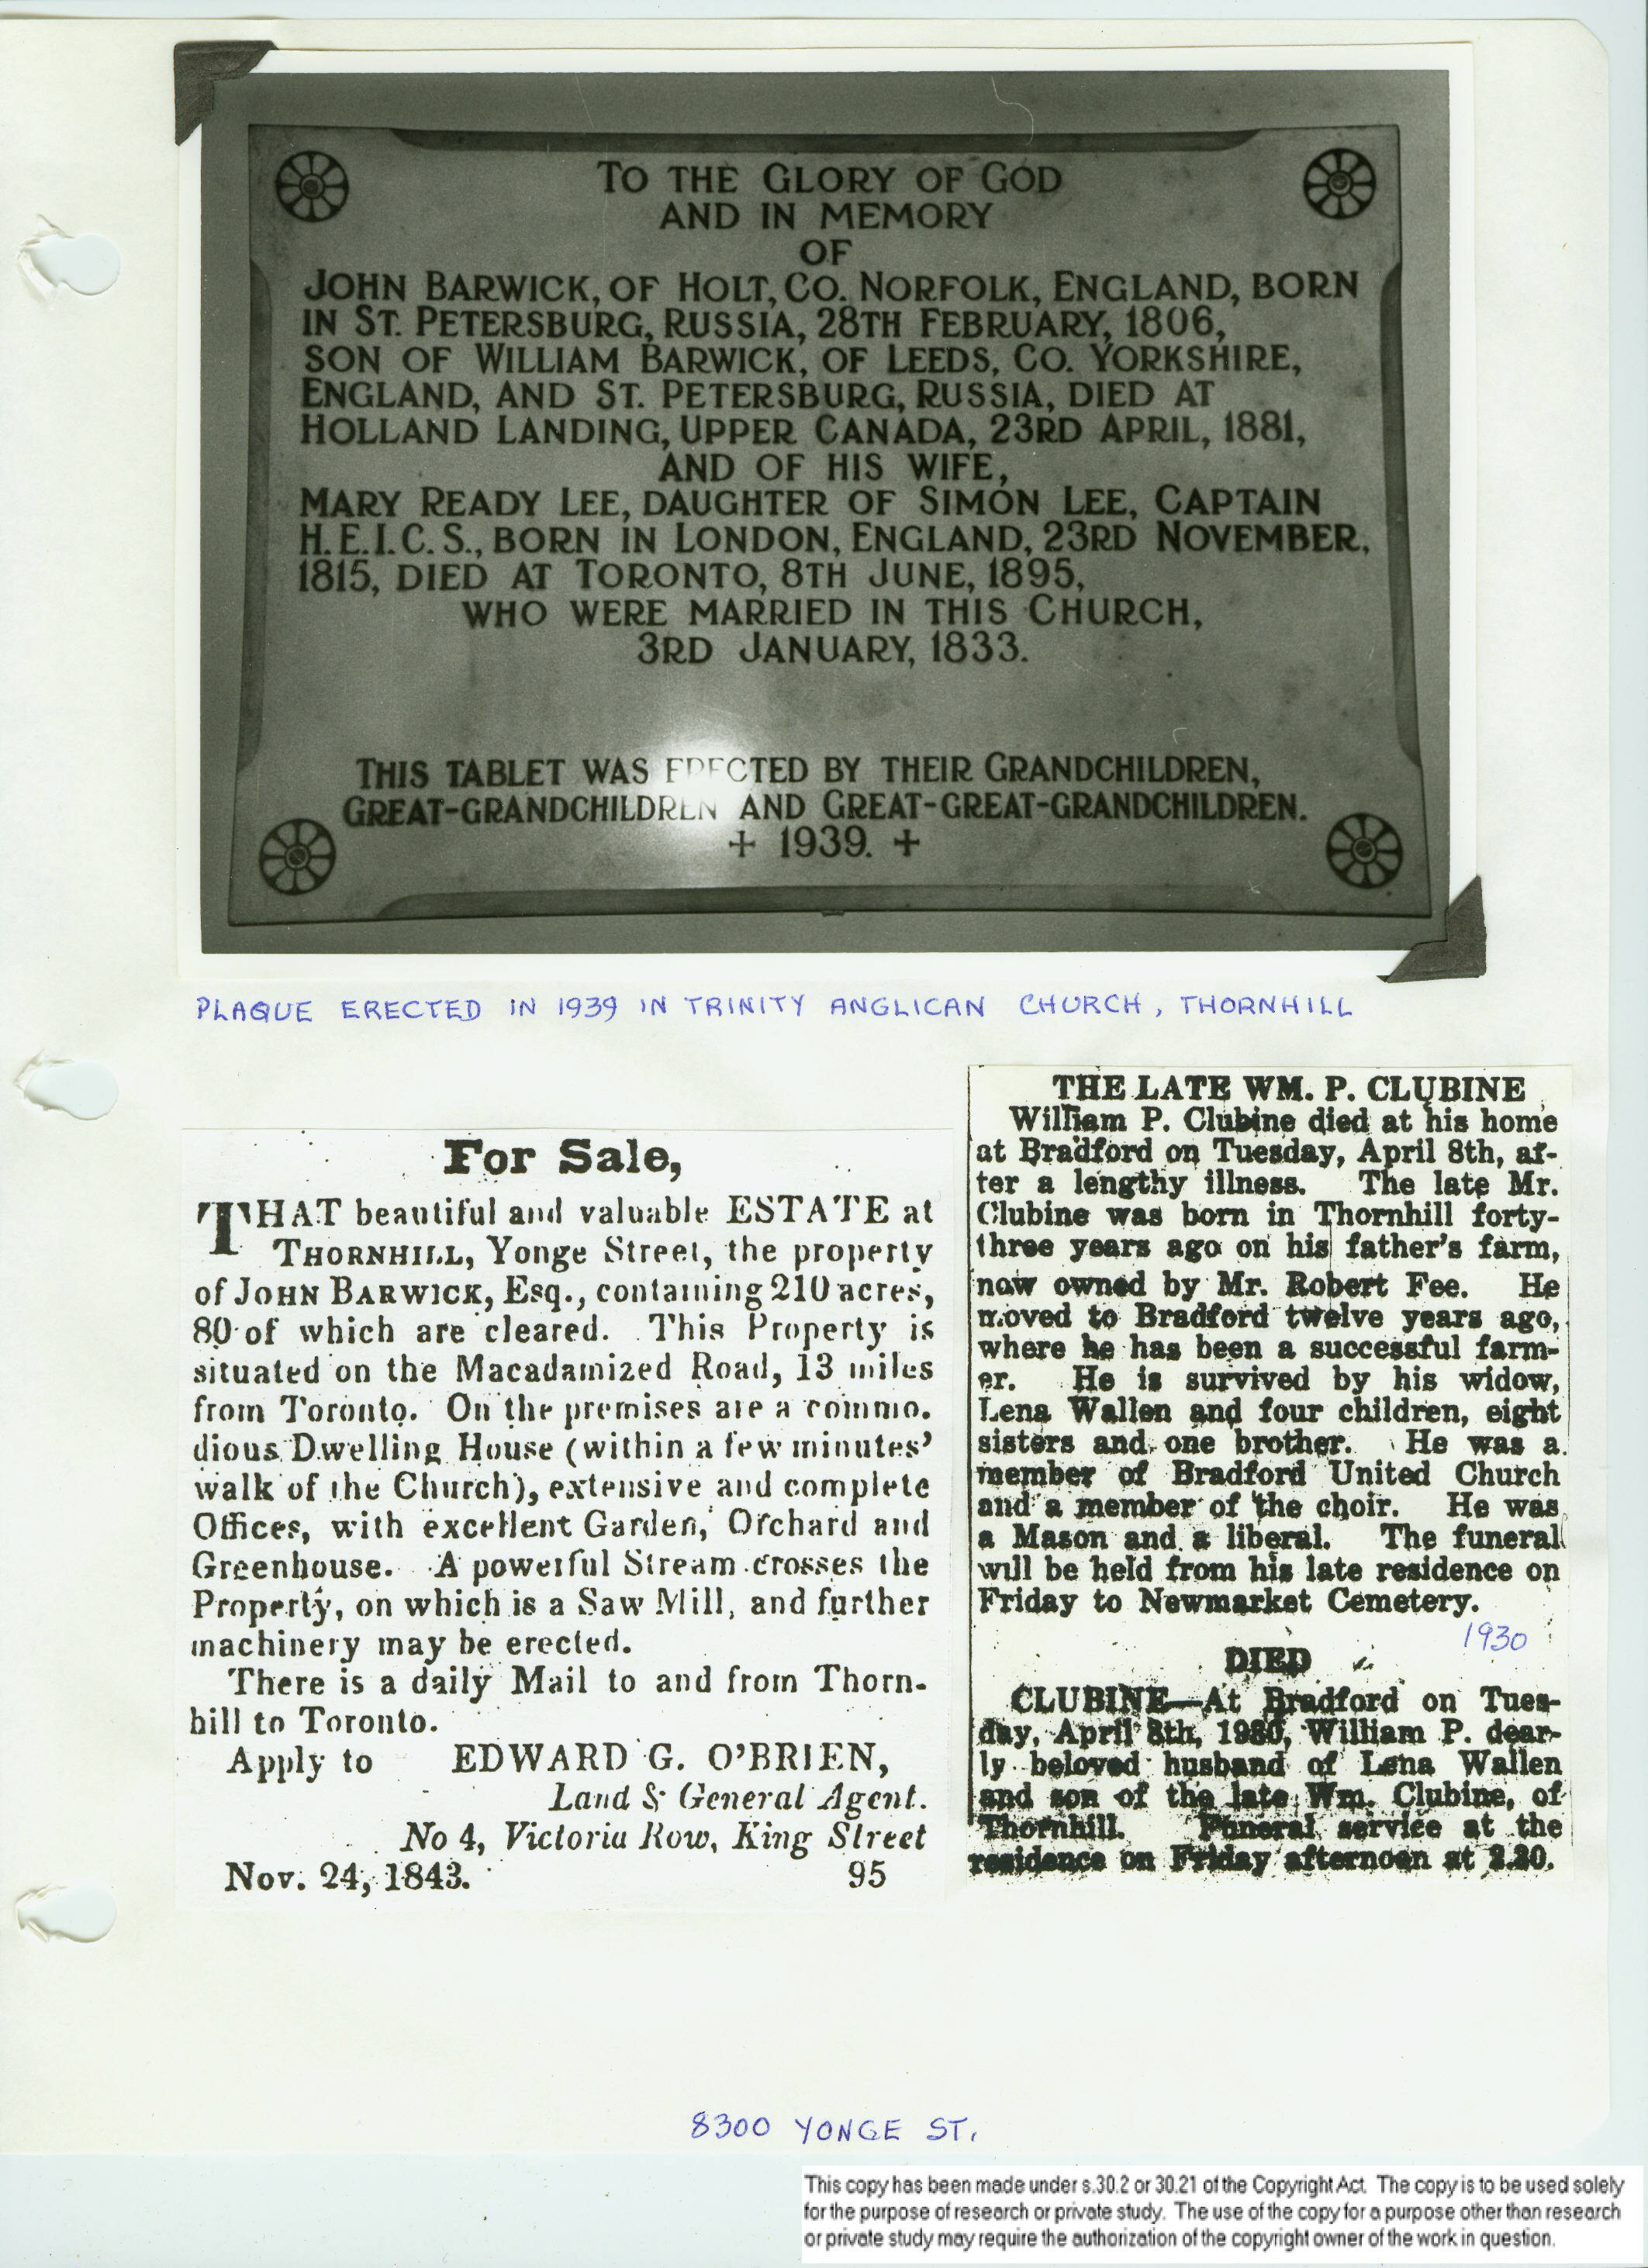 TO THE GLORY OF GOD
AND IN MEMORY
OF
JOHN BARWICK, OF HOLT, CO. NORFOLK, ENGLAND, BORN
IN ST. PETERSBURG, RUSSIA, 28TH FEBRUARY, 1806,
SON OF WILLIAM BARWICK, OF LEEDS, CO. YORKSHIRE,
ENGLAND, AND ST. PETERSBURG, RUSSIA, DIED AT
HOLLAND LANDING, UPPER CANADA, 23RD APRIL, 1881,
AND OF HIS WIFE,
MARY READY LEE, DAUGHTER OF SIMON LEE, CAPTAIN
H.E.I.C.S., BORN IN LONDON, ENGLAND, 23RD NOVEMBER,
1815, DIED AT TORONTO, 8TH JUNE, 1895,
WHO WERE MARRIED IN THIS CHURCH,
3RD JANUARY, 1833.
THIS TABLET WAS ERECTED BY THEIR GRANDCHILDREN,
GREAT-GRANDCHILDREN AND GREAT-GREAT-GRANDCHILDREN.
+ 1939. +
PLAQUE ERECTED IN 1939 IN TRINITY ANGLICAN CHURCH, THORNHILL
For Sale,
THAT beautiful and valuable ESTATE at
THORNHILL, Yonge Street, the property
of JOHN BARWICK, Esq., containing 210 acres,
80 of which are cleared. This Property is
situated on the Macadamized Road, 13 miles
from Toronto. On the premises are a commo-
dious Dwelling House (within a few minutes'
walk of the Church), extensive and complete
Offices, with excellent Garden, Orchard and
Greenhouse. A powerful Stream crosses the
Property, on which is a Saw Mill, and further
machinery may be erected.
There is a daily Mail to and from Thorn-
hill to Toronto.
Apply to EDWARD G. O'BRIEN,
Land & General Agent.
No 4, Victoria Row, King Street
Nov. 24, 1843. 95
THE LATE WM. P. CLUBINE
William P. Clubine died at his home
at Bradford on Tuesday, April 8th, af-
ter a lengthy illness. The late Mr.
Clubine was born in Thornhill forty-
three years ago on his father's farm,
now owned by Mr. Robert Fee. He
moved to Bradford twelve years ago,
where he has been a successful farm-
er. He is survived by his widow,
Lena Wallen and four children, eight
sisters and one brother. He was a
member of Bradford United Church
and a member of the choir. He was
a Mason and a liberal. The funeral
will be held from his late residence on
Friday to Newmarket Cemetery.
1930
DIED
CLUBINE—At Bradford on Tues-
day, April 8th, 1930, William P. dear-
ly beloved husband of Lena Wallen
and son of the late Wm. Clubine, of
Thornhill. Funeral service at the
residence on Friday afternoon at 2.30.
8300 YONGE ST.
This copy has been made under s.30.2 or 30.21 of the Copyright Act. The copy is to be used solely
for the purpose of research or private study. The use of the copy for a purpose other than research
or private study may require the authorization of the copyright owner of the work in question.